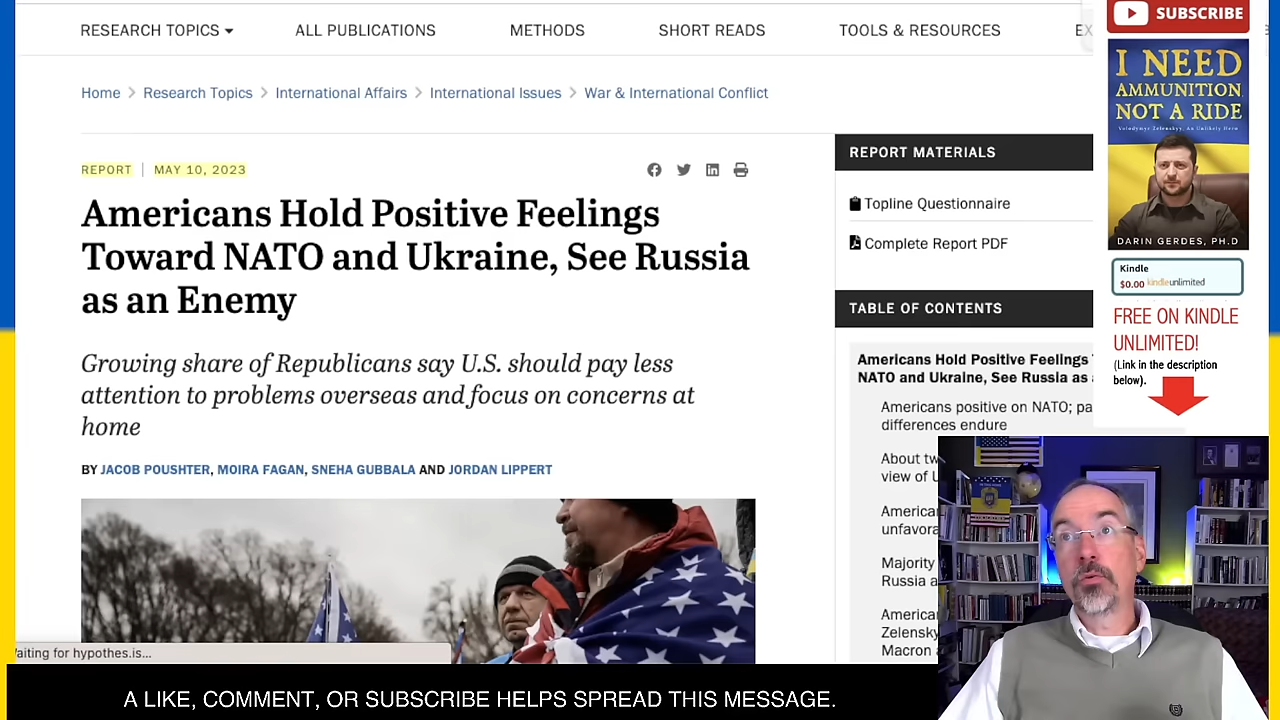 RESEARCH TOPICS
ALL PUBLICATIONS
METHODS
SHORT READS
TOOLS & RESOURCES
EX
Home > Research Topics > International Affairs > International Issues > War & International Conflict
REPORT | MAY 10, 2023
Americans Hold Positive Feelings
Toward NATO and Ukraine, See Russia
as an Enemy
Growing share of Republicans say U.S. should pay less
attention to problems overseas and focus on concerns at
home
BY JACOB POUSHTER, MOIRA FAGAN, SNEHA GUBBALA AND JORDAN LIPPERT
REPORT MATERIALS
Topline Questionnaire
Complete Report PDF
TABLE OF CONTENTS
Americans Hold Positive Feelings
NATO and Ukraine, See Russia as
Americans positive on NATO; pa
differences endure
About tw
view of U
American
unfavora
Majority
Russia a
American
Zelensky
Macron
SUBSCRIBE
I NEED
AMMUNITION
NOT A RIDE
Volodymyr Zelenskyy, An Unlikely Hero
DARIN GERDES, PH.D
Kindle
$0.00 kindleunlimited
FREE ON KINDLE
UNLIMITED!
(Link in the description
below).
aiting for hypothes.is...
A LIKE, COMMENT, OR SUBSCRIBE HELPS SPREAD THIS MESSAGE.